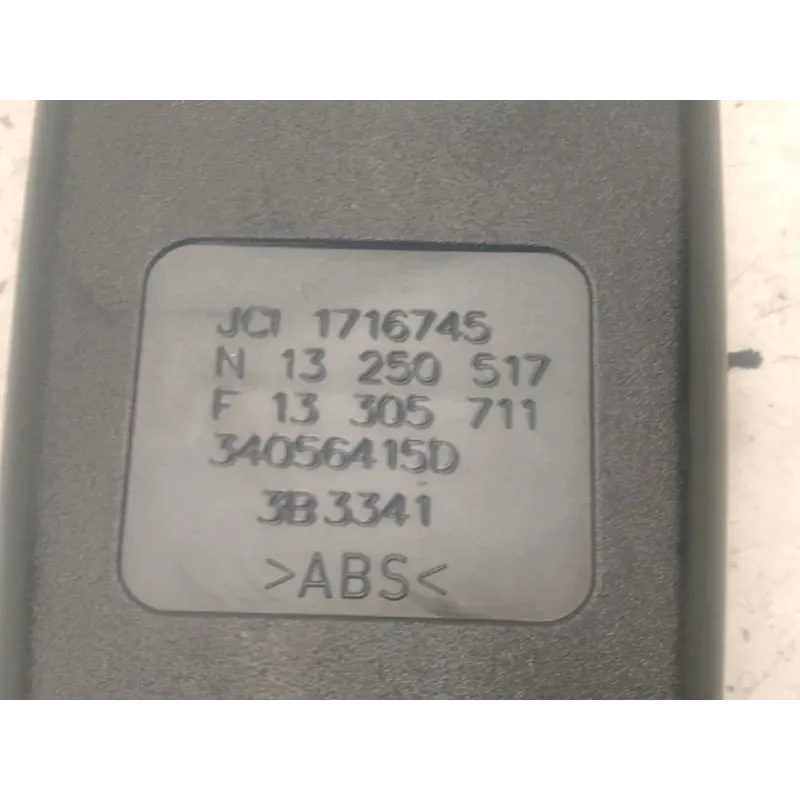 JCI 1716745
N 13 250 517
F 13 305 711
34056415D
3B3341
>ABS<